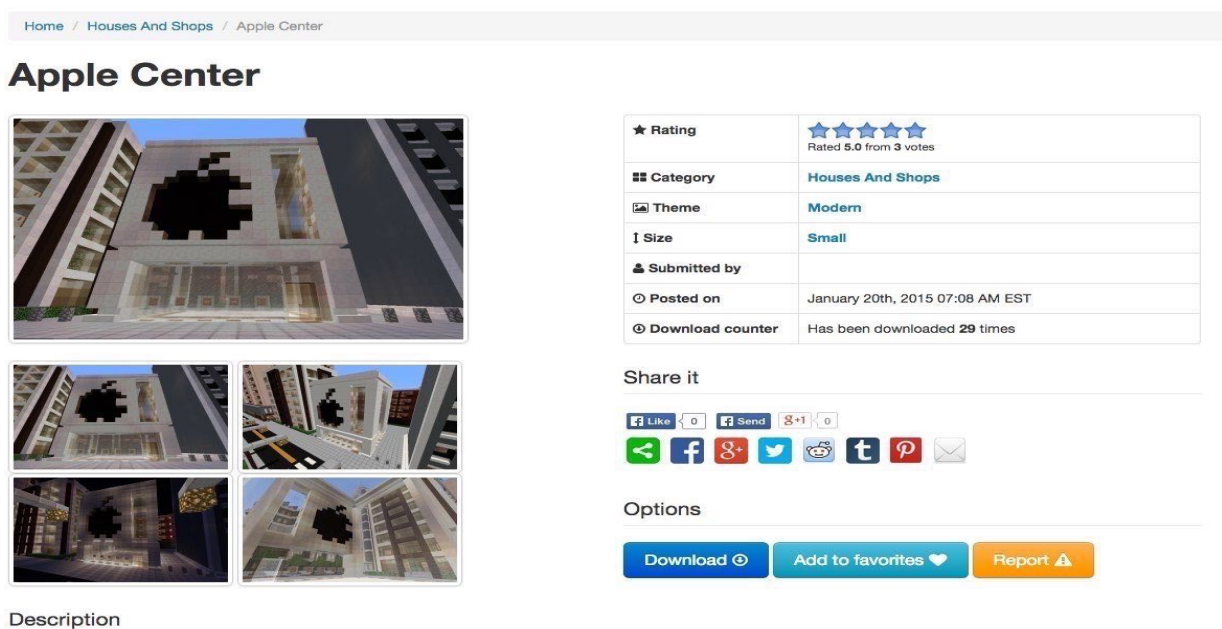 Home / Houses And Shops / Apple Center
Apple Center
Rating
Rated 5.0 from 3 votes
Category Houses And Shops
Theme Modern
Size Small
Submitted by
Posted on January 20th, 2015 07:08 AM EST
Download counter Has been downloaded 29 times
Share it
Like 0 Send g+1 0
Options
Download Add to favorites Report
Description